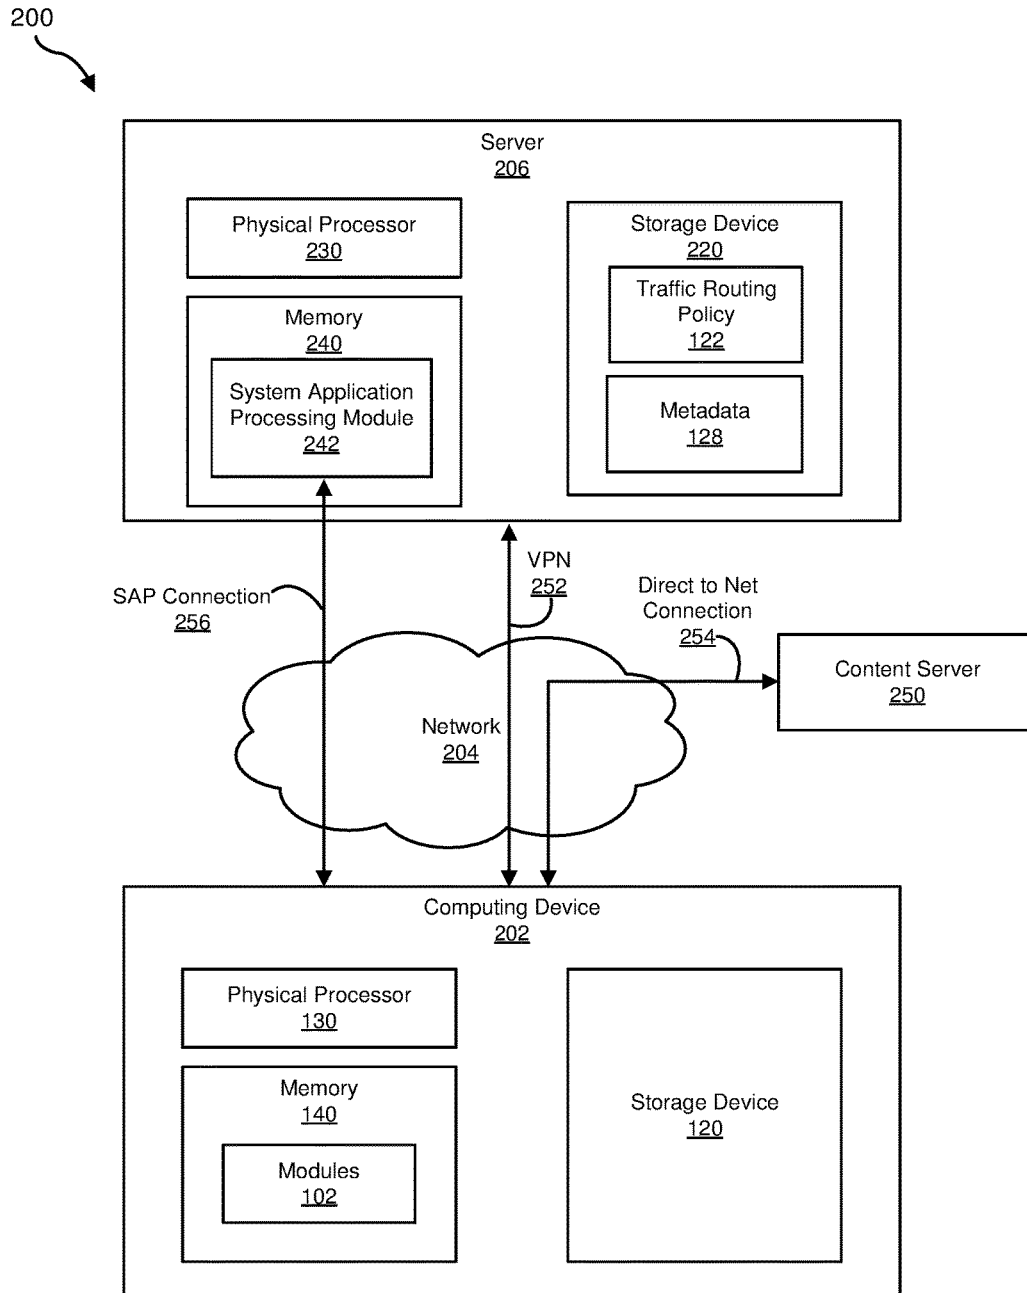 200
Server
206
Physical Processor
230
Storage Device
220
Traffic Routing
Policy
122
Memory
240
System Application
Processing Module
242
Metadata
128
SAP Connection
256
VPN
252
Direct to Net
Connection
254
Content Server
250
Network
204
Computing Device
202
Physical Processor
130
Memory
140
Modules
102
Storage Device
120